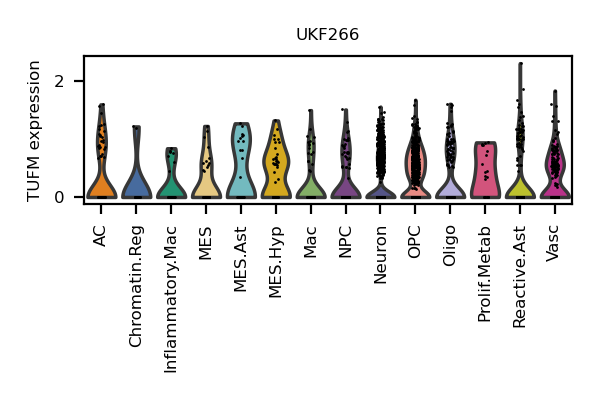 UKF266
TUFM expression
2
0
AC
Chromatin.Reg
Inflammatory.Mac
MES
MES.Ast
MES.Hyp
Mac
NPC
Neuron
OPC
Oligo
Prolif.Metab
Reactive.Ast
Vasc